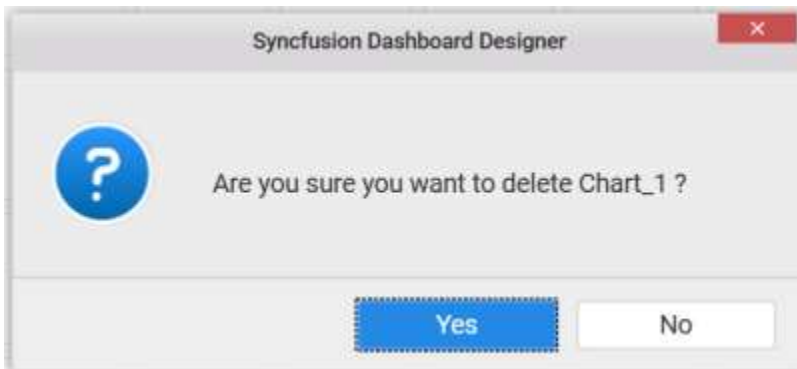 Syncfusion Dashboard Designer
Are you sure you want to delete Chart_1 ?
Yes No